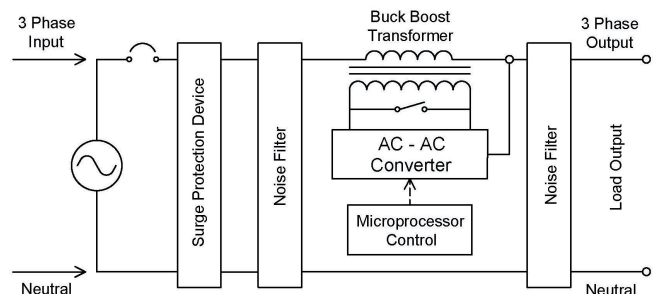 3 Phase
Input
Buck Boost
Transformer
3 Phase
Output
Surge Protection Device
Noise Filter
AC - AC
Converter
Microprocessor
Control
Noise Filter
Load Output
Neutral
Neutral